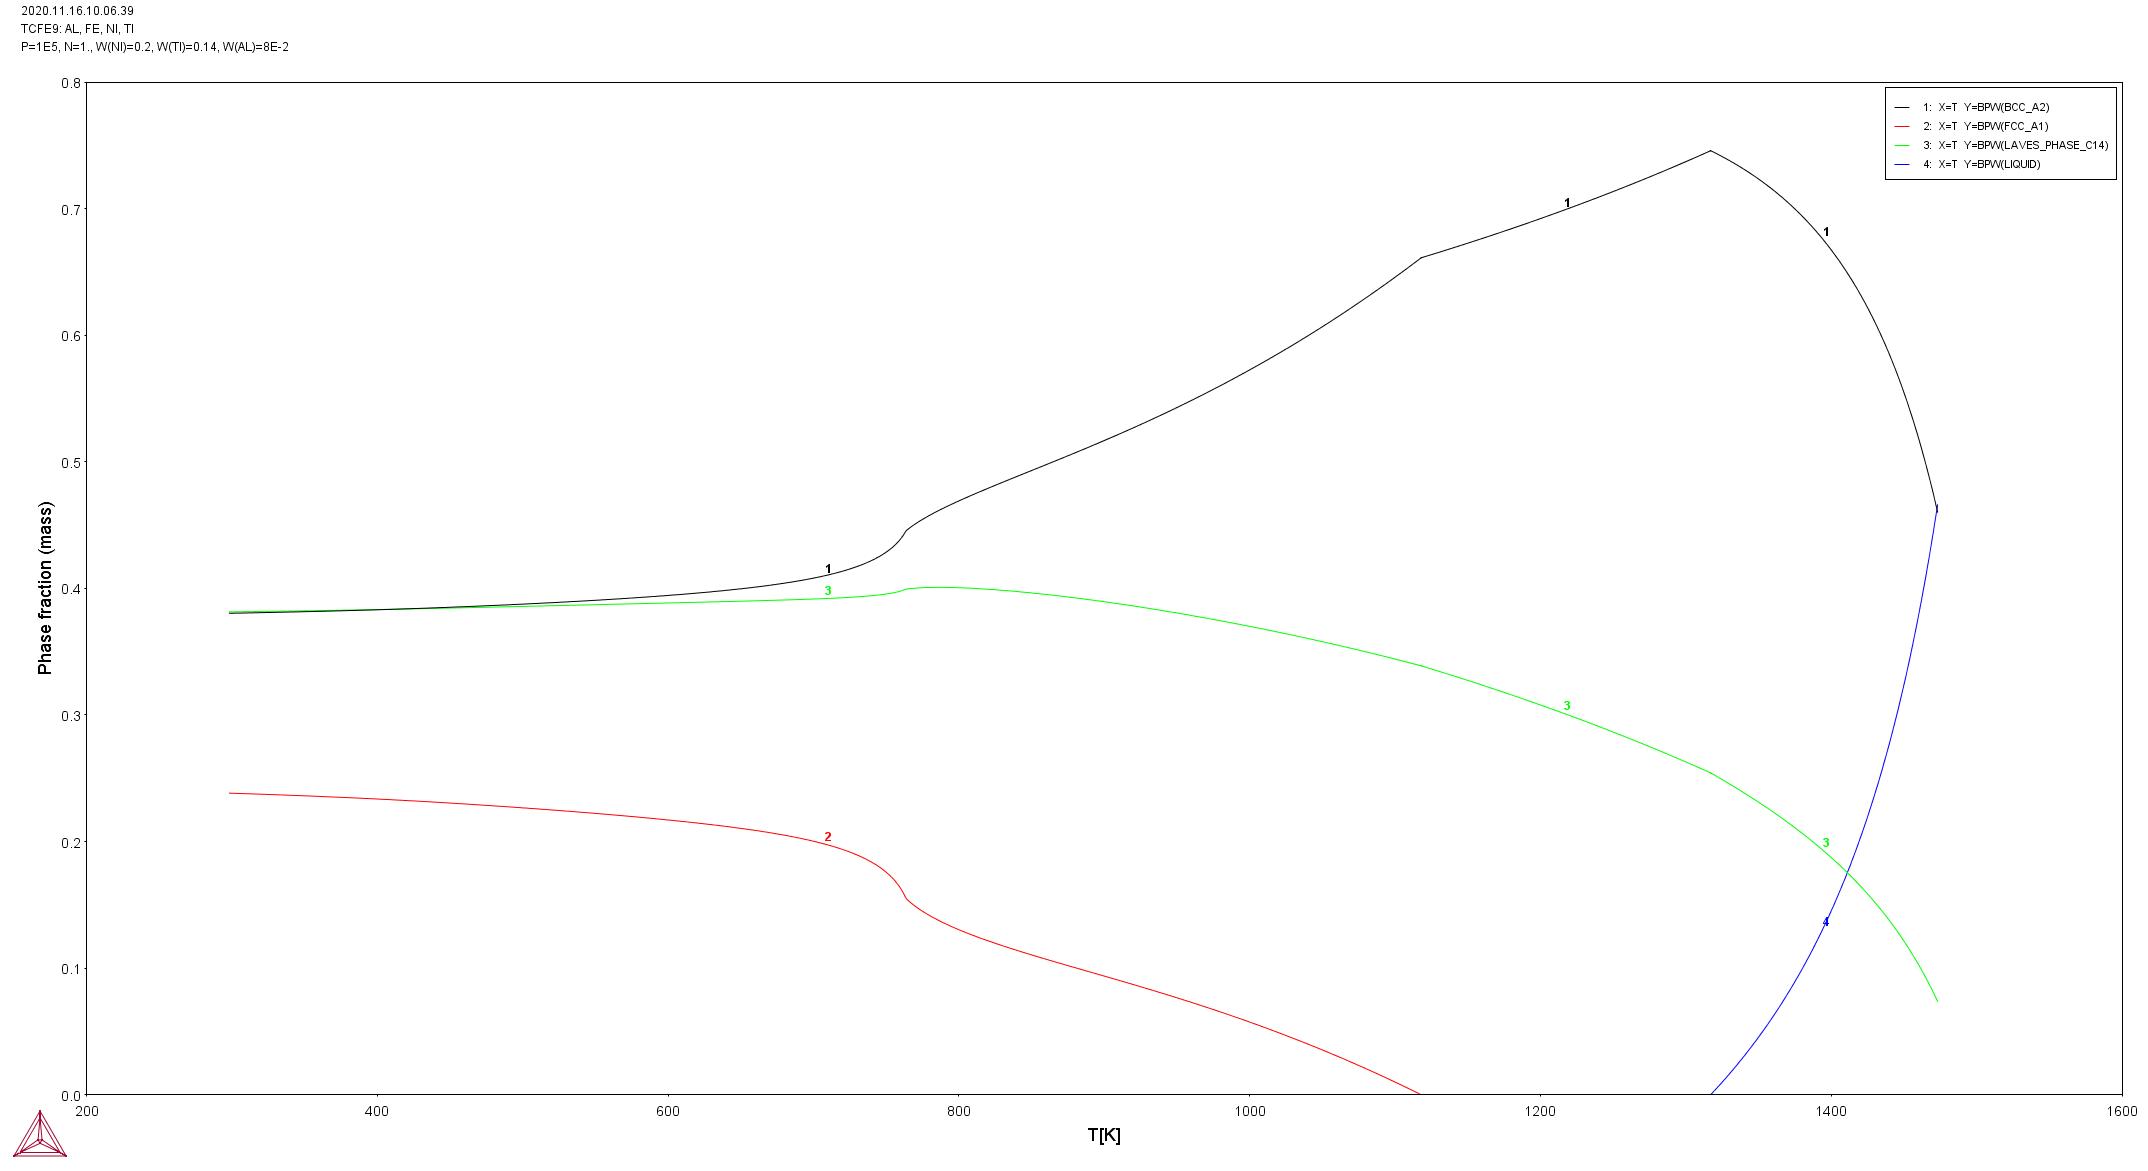 2020.11.16.10.06.39
TCFE9: AL, FE, NI, TI
P=1E5, N=1., W(NI)=0.2, W(TI)=0.14, W(AL)=8E-2
1: X=T Y=BPW(BCC_A2)
2: X=T Y=BPW(FCC_A1)
3: X=T Y=BPW(LAVES_PHASE_C14)
4: X=T Y=BPW(LIQUID)
Phase fraction (mass)
0.8
0.7
0.6
0.5
0.4
0.3
0.2
0.1
0.0
1
1
1
3
3
2
3
4
1
200 400 600 800 1000 1200 1400 1600
T[K]